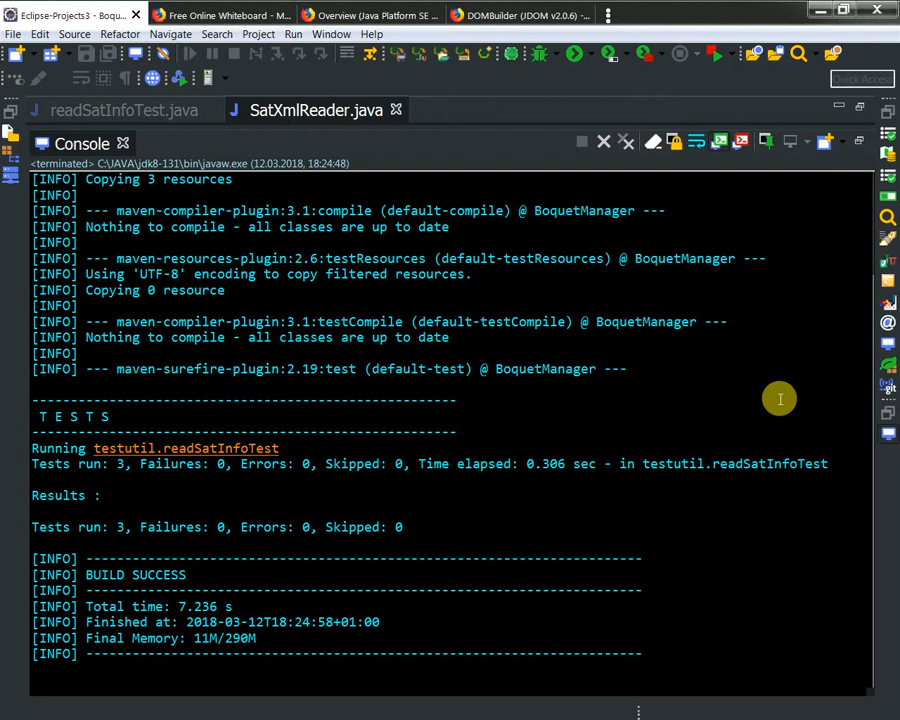 Eclipse-Projects3 - Boqu...
Free Online Whiteboard - M...
Overview (Java Platform SE ...
DOMBuilder (JDOM v2.0.6) - ...
File Edit Source Refactor Navigate Search Project Run Window Help
Quick Access
readSatInfoTest.java
SatXmlReader.java
Console
<terminated> C:\JAVA\jdk8-131\bin\javaw.exe (12.03.2018, 18:24:48)
[INFO] Copying 3 resources
[INFO]
[INFO] --- maven-compiler-plugin:3.1:compile (default-compile) @ BoquetManager ---
[INFO] Nothing to compile - all classes are up to date
[INFO]
[INFO] --- maven-resources-plugin:2.6:testResources (default-testResources) @ BoquetManager ---
[INFO] Using 'UTF-8' encoding to copy filtered resources.
[INFO] Copying 0 resource
[INFO]
[INFO] --- maven-compiler-plugin:3.1:testCompile (default-testCompile) @ BoquetManager ---
[INFO] Nothing to compile - all classes are up to date
[INFO]
[INFO] --- maven-surefire-plugin:2.19:test (default-test) @ BoquetManager ---
-------------------------------------------------------
T E S T S
-------------------------------------------------------
Running testutil.readSatInfoTest
Tests run: 3, Failures: 0, Errors: 0, Skipped: 0, Time elapsed: 0.306 sec - in testutil.readSatInfoTest
Results :
Tests run: 3, Failures: 0, Errors: 0, Skipped: 0
[INFO] ------------------------------------------------------------------------
[INFO] BUILD SUCCESS
[INFO] ------------------------------------------------------------------------
[INFO] Total time: 7.236 s
[INFO] Finished at: 2018-03-12T18:24:58+01:00
[INFO] Final Memory: 11M/290M
[INFO] ------------------------------------------------------------------------